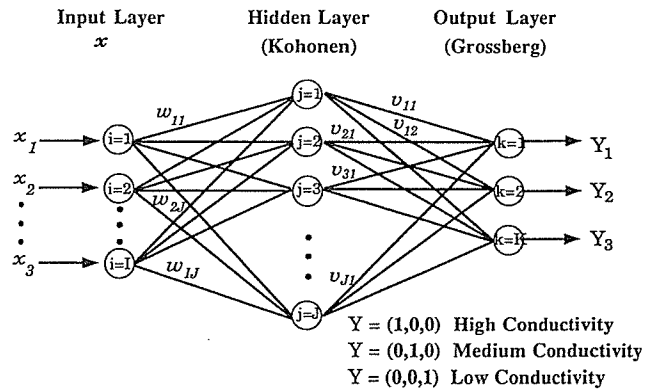 Input Layer
x
Hidden Layer
(Kohonen)
Output Layer
(Grossberg)
j=1
w11
v11
x1
i=1
j=2
v21
v12
k=1
Y1
x2
i=2
w2J
j=3
v31
k=2
Y2
x3
i=I
w1J
k=K
Y3
vJ1
j=J
Y = (1,0,0) High Conductivity
Y = (0,1,0) Medium Conductivity
Y = (0,0,1) Low Conductivity